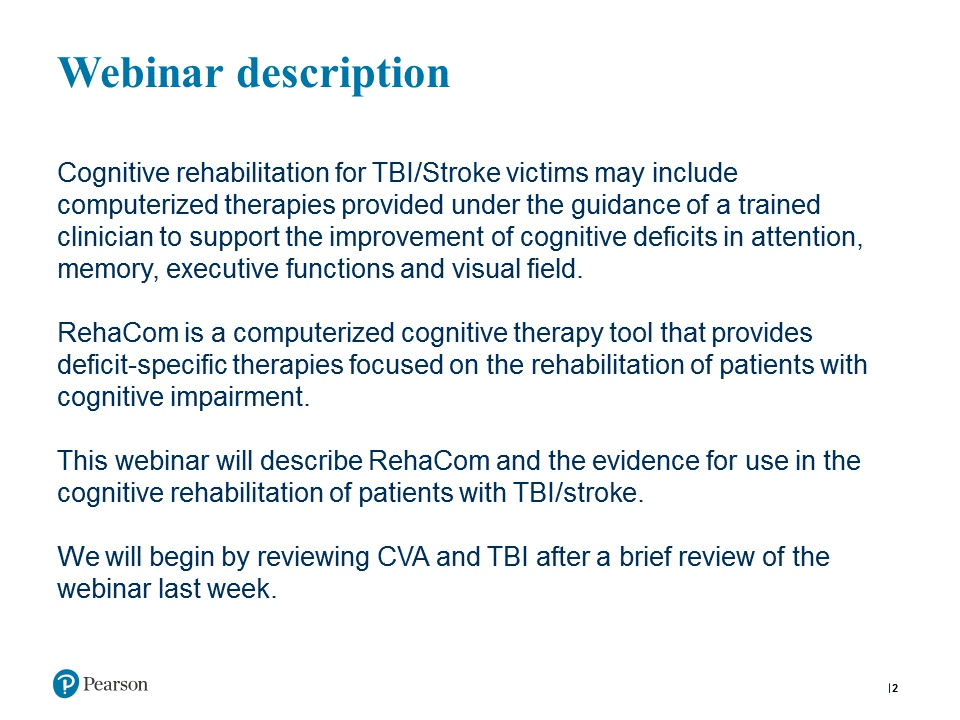 Webinar description
Cognitive rehabilitation for TBI/Stroke victims may include
computerized therapies provided under the guidance of a trained
clinician to support the improvement of cognitive deficits in attention,
memory, executive functions and visual field.
RehaCom is a computerized cognitive therapy tool that provides
deficit-specific therapies focused on the rehabilitation of patients with
cognitive impairment.
This webinar will describe RehaCom and the evidence for use in the
cognitive rehabilitation of patients with TBI/stroke.
We will begin by reviewing CVA and TBI after a brief review of the
webinar last week.
P Pearson
|2